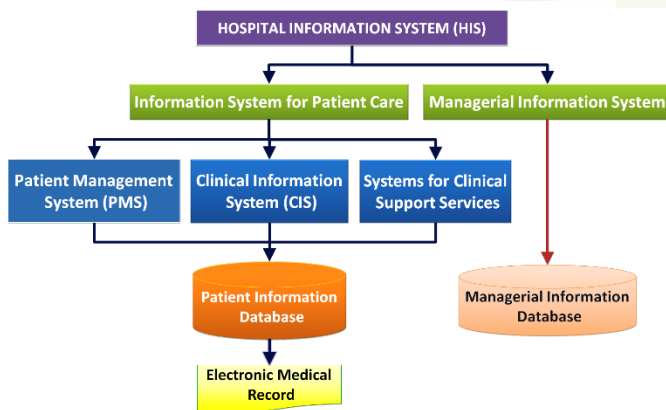 HOSPITAL INFORMATION SYSTEM (HIS)
Information System for Patient Care
Managerial Information System
Patient Management
System (PMS)
Clinical Information
System (CIS)
Systems for Clinical
Support Services
Patient Information
Database
Managerial Information
Database
Electronic Medical
Record